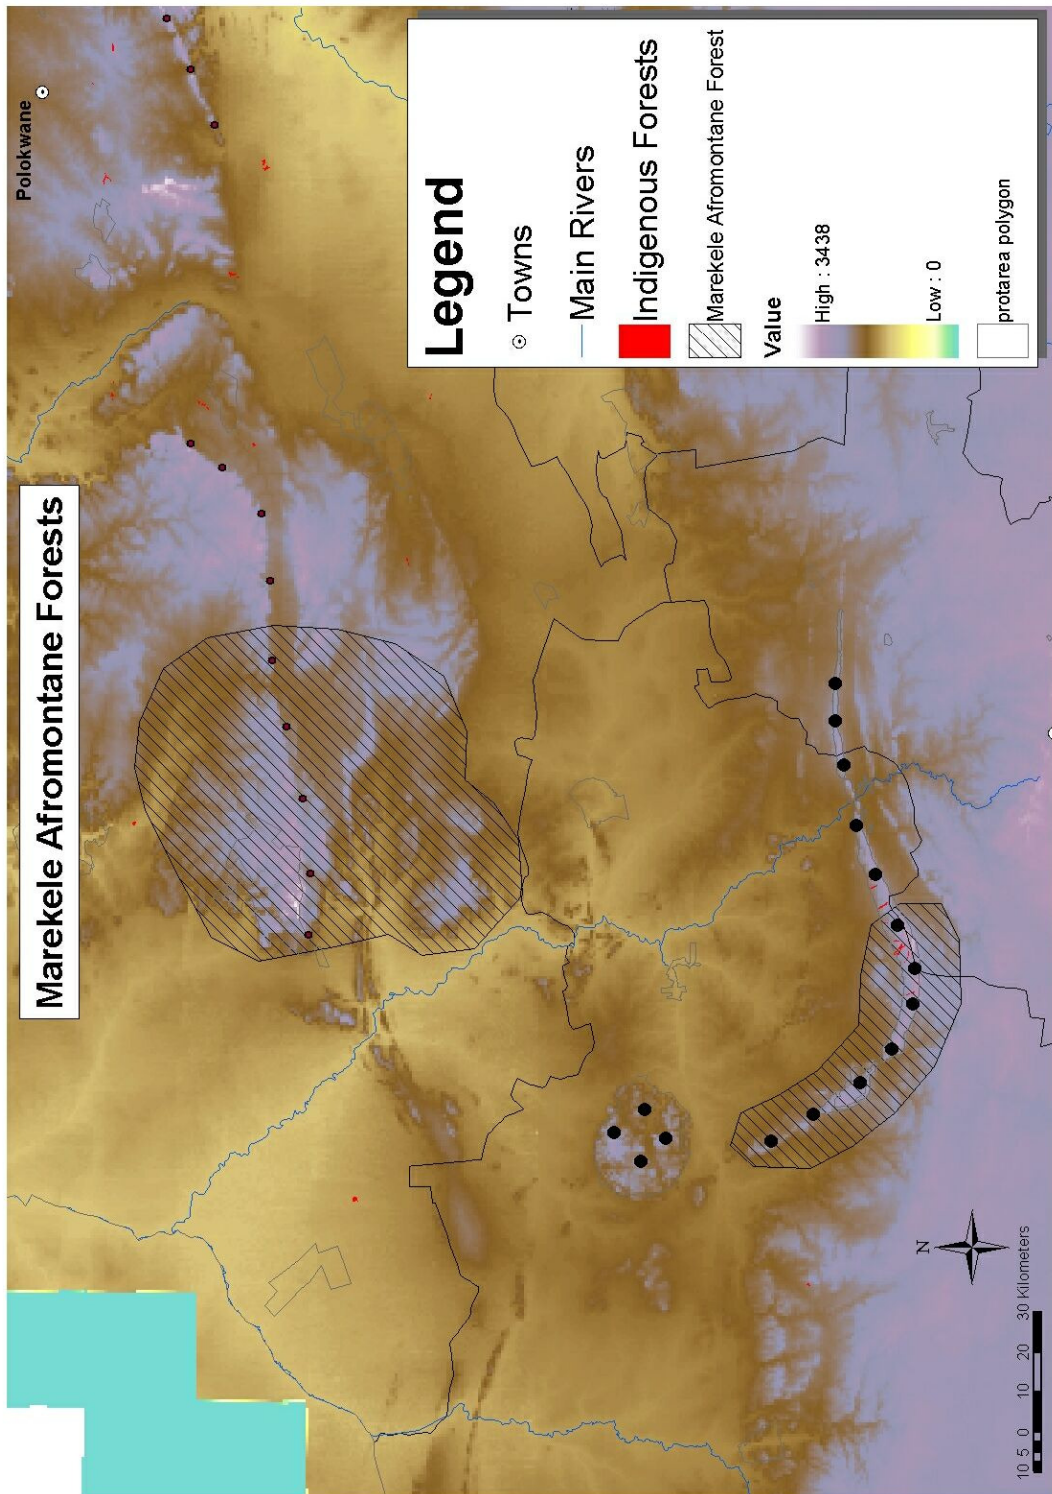 Marekele Afromontane Forests
Polokwane
Legend
Towns
Main Rivers
Indigenous Forests
Marekele Afromontane Forest
Value
High : 3438
Low : 0
protarea polygon
N
10 5 0 10 20 30 Kilometers